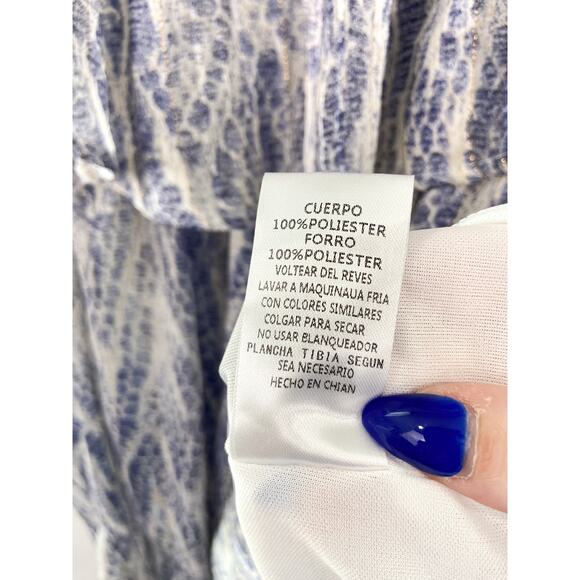 CUERPO
100%POLIESTER
FORRO
100%POLIESTER
VOLTEAR DEL REVES
LAVAR A MAQUINAUA FRIA
CON COLORES SIMILARES
COLGAR PARA SECAR
NO USAR BLANQUEADOR
PLANCHA TIBIA SEGUN
SEA NECESARIO
HECHO EN CHIAN